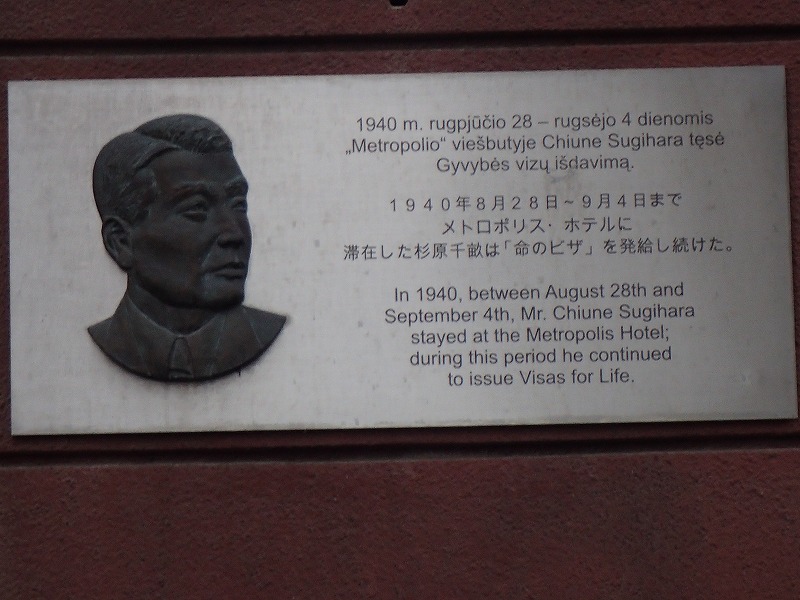 1940 m. rugpjūčio 28 – rugsėjo 4 dienomis
„Metropolio“ viešbutyje Chiune Sugihara tęsė
Gyvybės vizų išdavimą.
１９４０年８月２８日～９月４日まで
メトロポリス・ホテルに
滞在した杉原千畝は「命のビザ」を発給し続けた。
In 1940, between August 28th and
September 4th, Mr. Chiune Sugihara
stayed at the Metropolis Hotel;
during this period he continued
to issue Visas for Life.